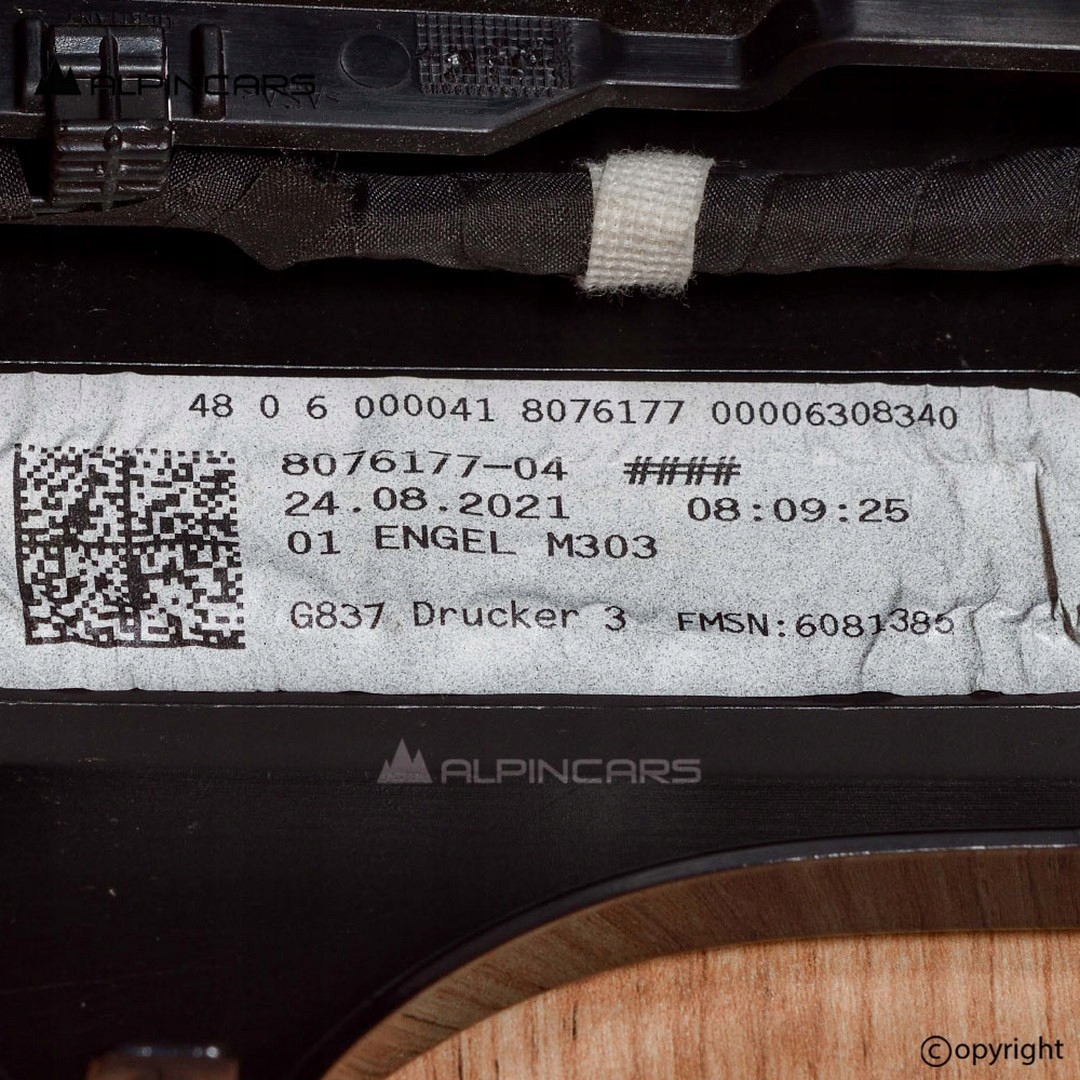 ALPINCARS
48 0 6 000041 8076177 00006308340
8076177-04 ####
24.08.2021 08:09:25
01 ENGEL M303
G837 Drucker 3 FMSN:6081385
ALPINCARS
©opyright